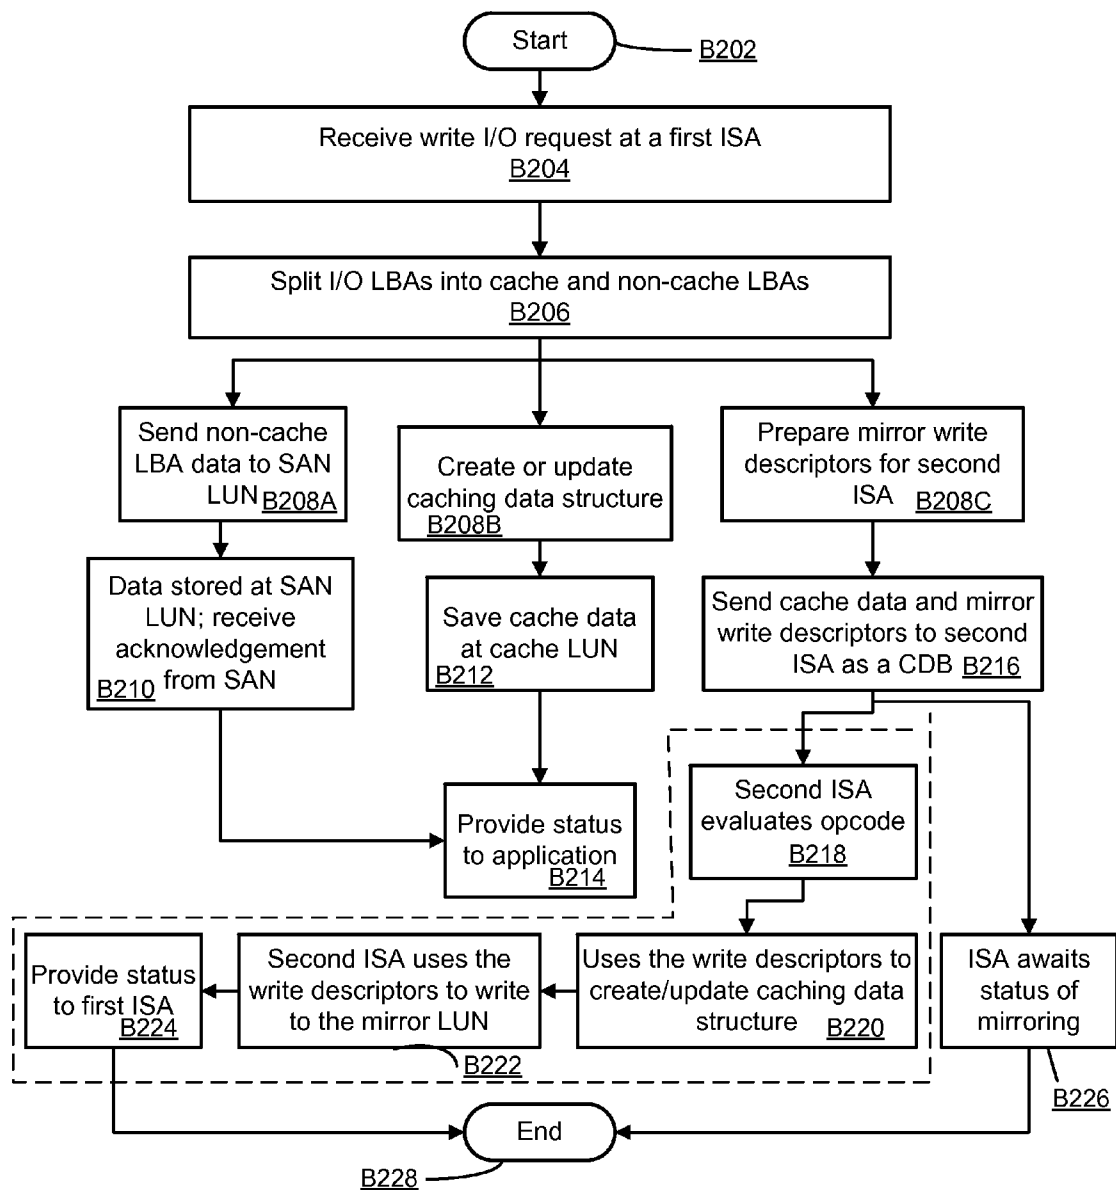 Start
B202
Receive write I/O request at a first ISA
B204
Split I/O LBAs into cache and non-cache LBAs
B206
Send non-cache
LBA data to SAN
LUN
B208A
Create or update
caching data structure
B208B
Prepare mirror write
descriptors for second
ISA
B208C
Data stored at SAN
LUN; receive
acknowledgement
from SAN
B210
Save cache data
at cache LUN
B212
Send cache data and mirror
write descriptors to second
ISA as a CDB
B216
Provide status
to application
B214
Second ISA
evaluates opcode
B218
Provide status
to first ISA
B224
Second ISA uses the
write descriptors to write
to the mirror LUN
B222
Uses the write descriptors to
create/update caching data
structure
B220
ISA awaits
status of
mirroring
B226
End
B228